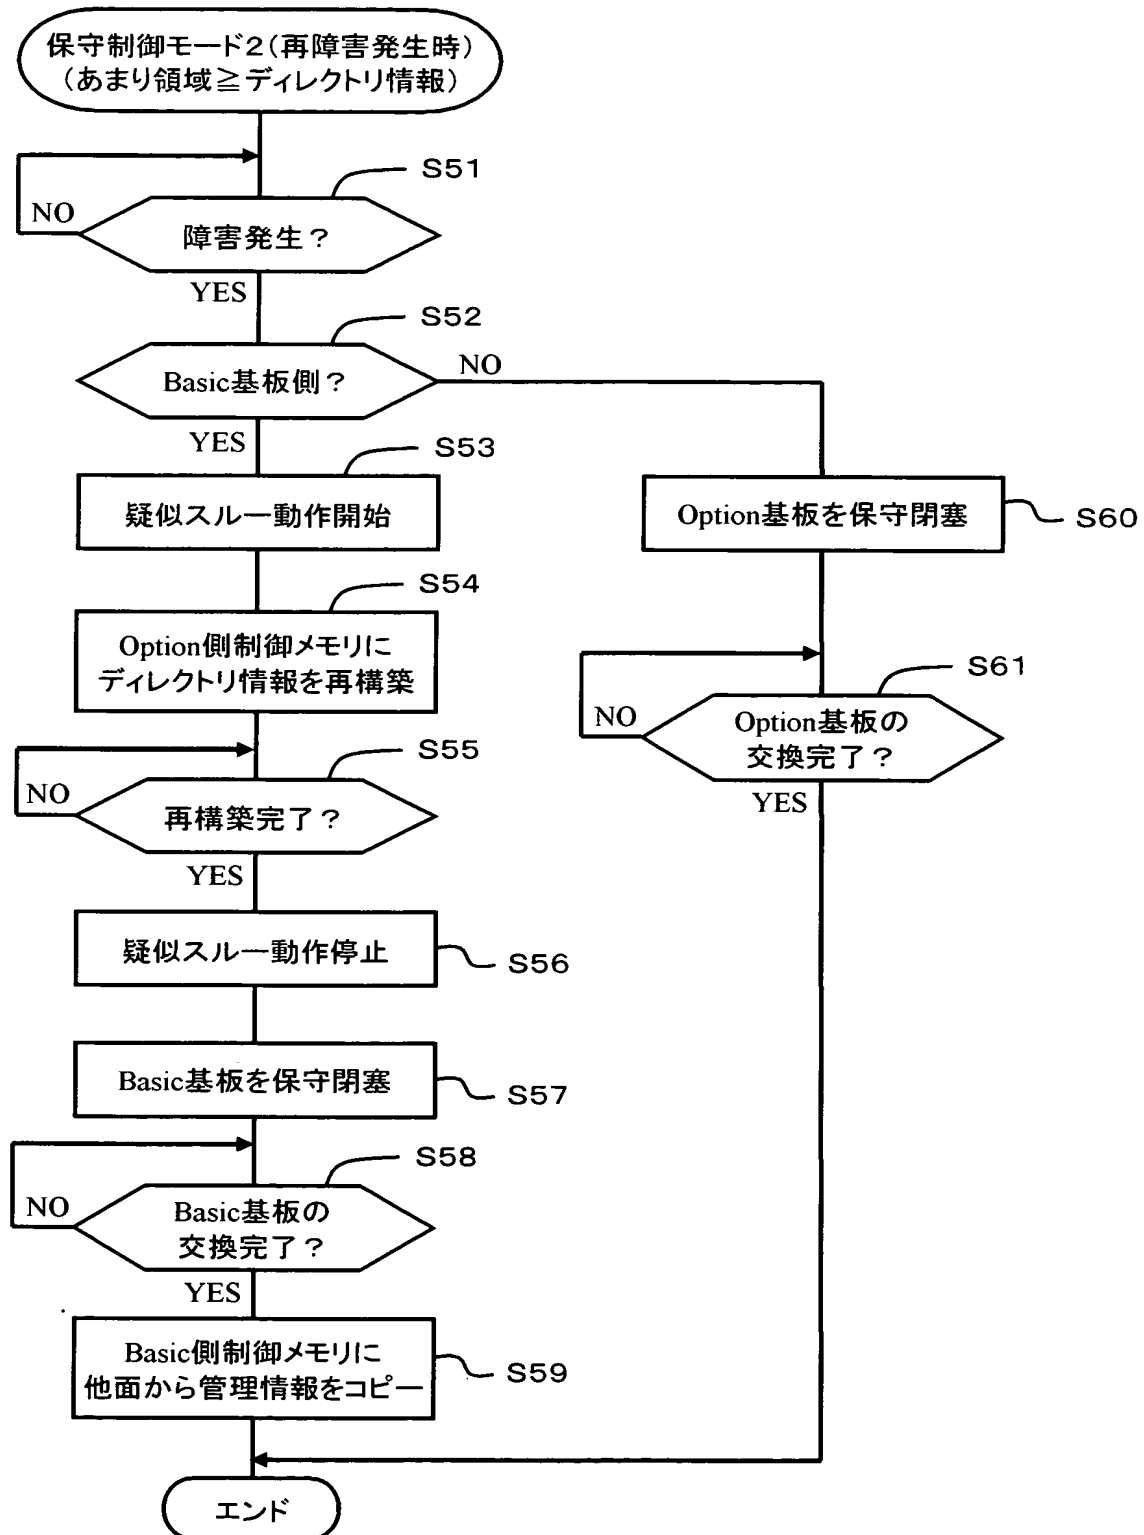 保守制御モード2(再障害発生時)
(あまり領域≧ディレクトリ情報)
S51
NO
障害発生？
YES
S52
Basic基板側？
NO
YES
S53
疑似スルー動作開始
Option基板を保守閉塞
S60
S54
Option側制御メモリに
ディレクトリ情報を再構築
S61
NO
Option基板の
交換完了？
YES
S55
NO
再構築完了？
YES
疑似スルー動作停止
S56
Basic基板を保守閉塞
S57
S58
NO
Basic基板の
交換完了？
YES
Basic側制御メモリに
他面から管理情報をコピー
S59
エンド